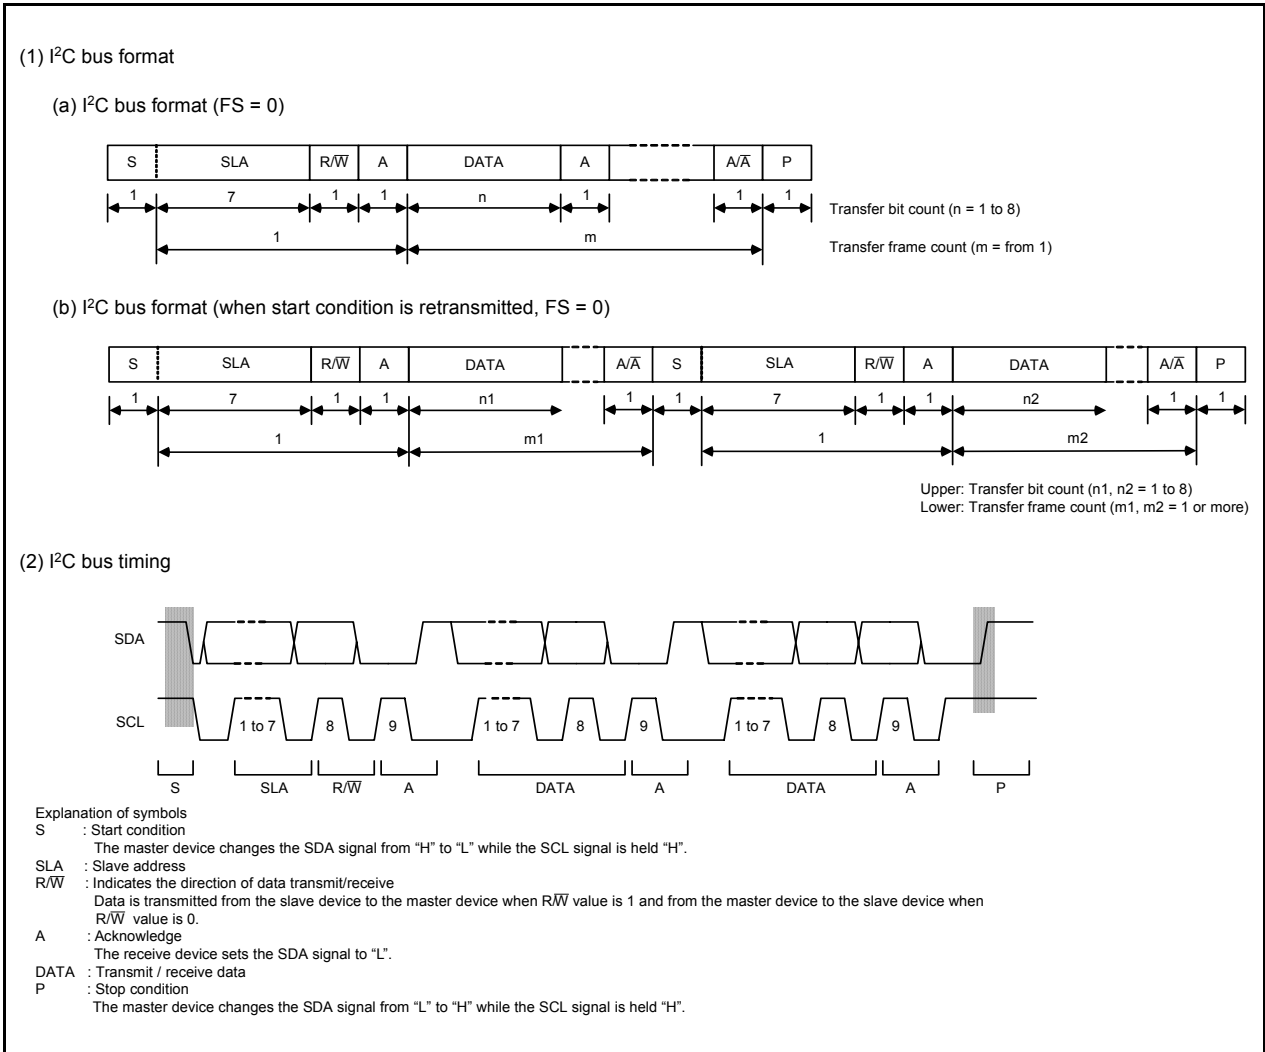 (1) I²C bus format
(a) I²C bus format (FS = 0)
S SLA R/W̅ A DATA A A/A̅ P
1 7 1 1 n 1 1 1
Transfer bit count (n = 1 to 8)
1 m
Transfer frame count (m = from 1)
(b) I²C bus format (when start condition is retransmitted, FS = 0)
S SLA R/W̅ A DATA A/A̅ S SLA R/W̅ A DATA A/A̅ P
1 7 1 1 n1 1 1 7 1 1 n2 1 1
1 m1 1 m2
Upper: Transfer bit count (n1, n2 = 1 to 8)
Lower: Transfer frame count (m1, m2 = 1 or more)
(2) I²C bus timing
SDA
SCL 1 to 7 8 9 1 to 7 8 9 1 to 7 8 9
S SLA R/W̅ A DATA A DATA A P
Explanation of symbols
S : Start condition
The master device changes the SDA signal from “H” to “L” while the SCL signal is held “H”.
SLA : Slave address
R/W̅ : Indicates the direction of data transmit/receive
Data is transmitted from the slave device to the master device when R/W̅ value is 1 and from the master device to the slave device when
R/W̅ value is 0.
A : Acknowledge
The receive device sets the SDA signal to “L”.
DATA : Transmit / receive data
P : Stop condition
The master device changes the SDA signal from “L” to “H” while the SCL signal is held “H”.